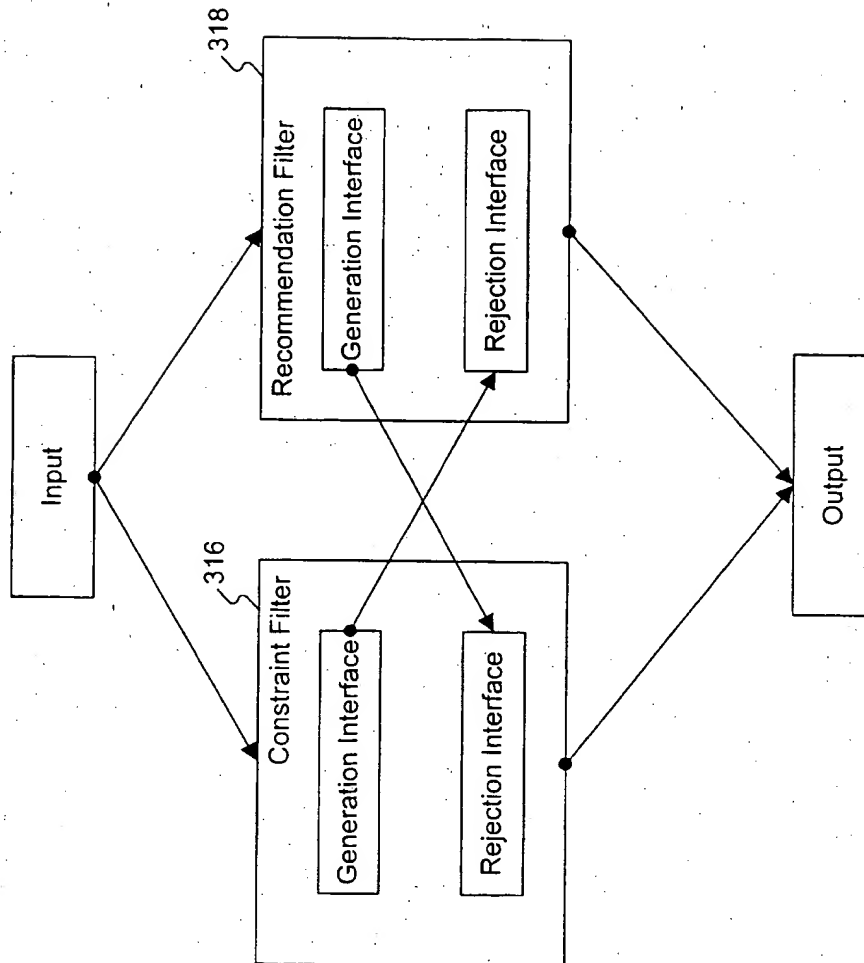 Input
316
Constraint Filter
Generation Interface
Rejection Interface
318
Recommendation Filter
Generation Interface
Rejection Interface
Output